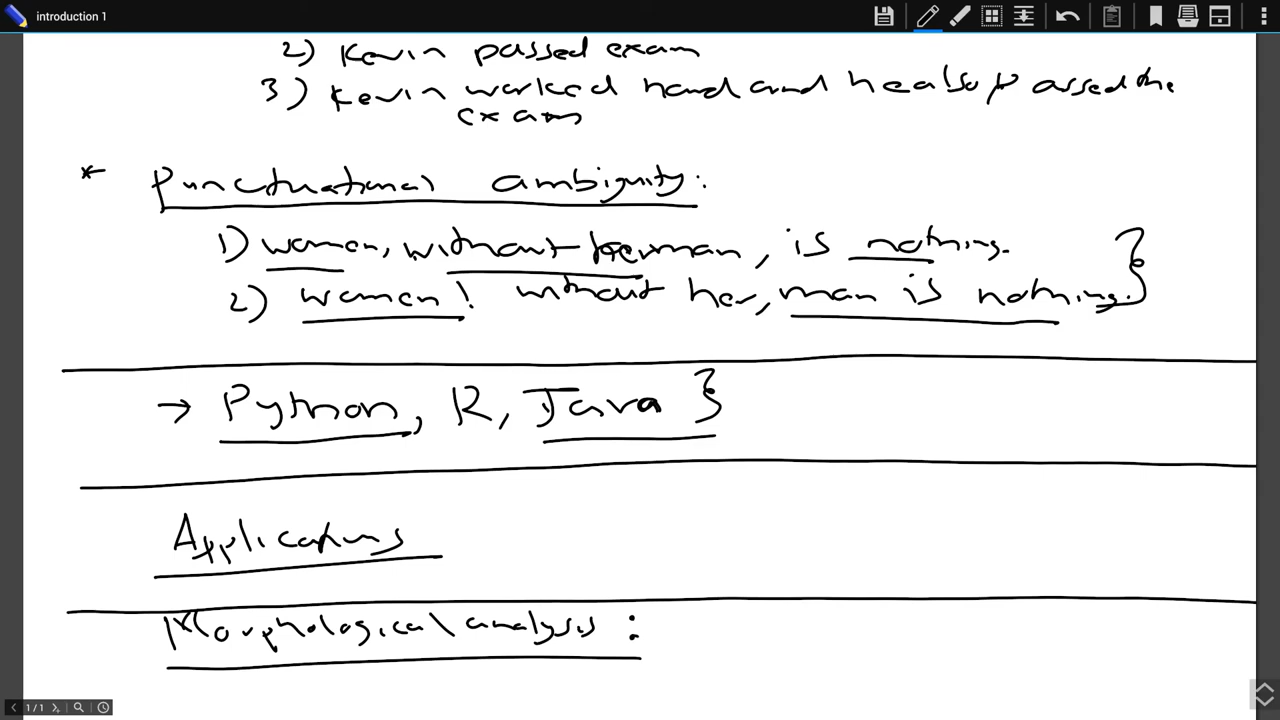 introduction 1
2) Kevin passed exam
3) Kevin worked hard and he also passed the
exam
* Punctuational ambiguity:
1) women, without her man, is nothing.
2) women! without her, man is nothing. }
→ Python, R, Java }
Applications
Morphological analysis :
1/1